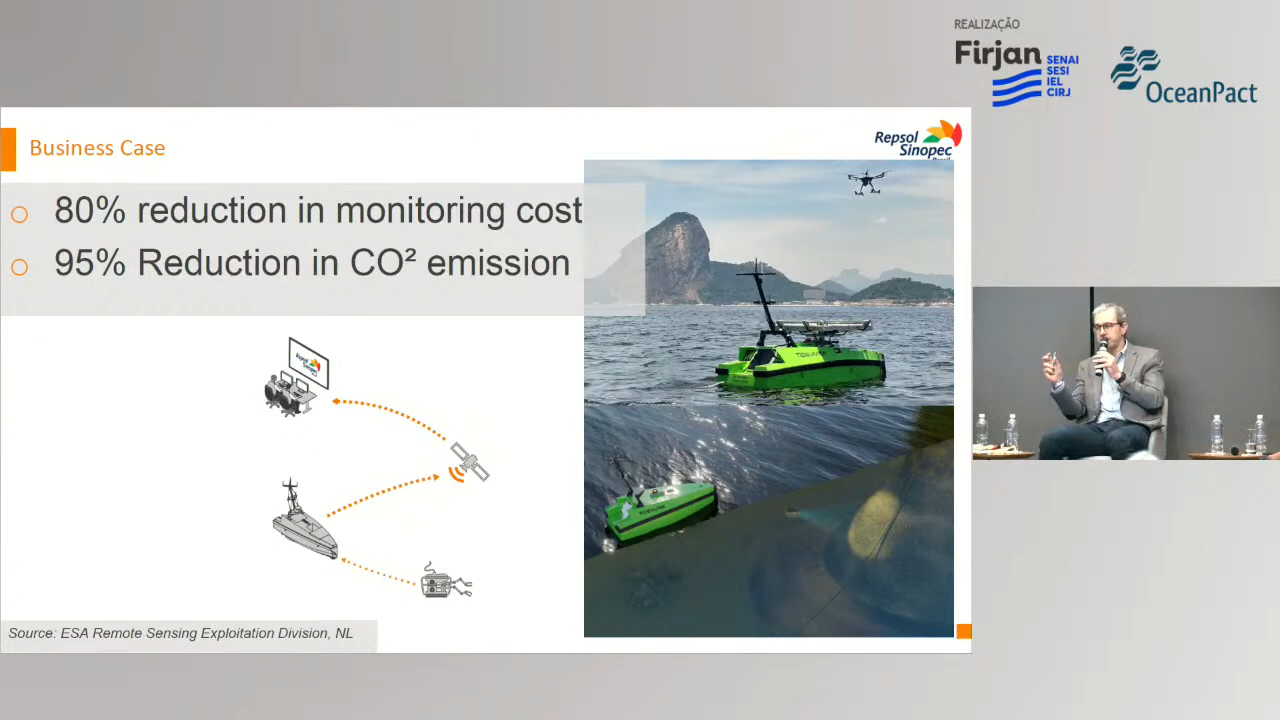 REALIZAÇÃO
Firjan SENAI
SESI
IEL
CIRJ
OceanPact
Business Case
Repsol
Sinopec
80% reduction in monitoring cost
95% Reduction in CO² emission
Source: ESA Remote Sensing Exploitation Division, NL